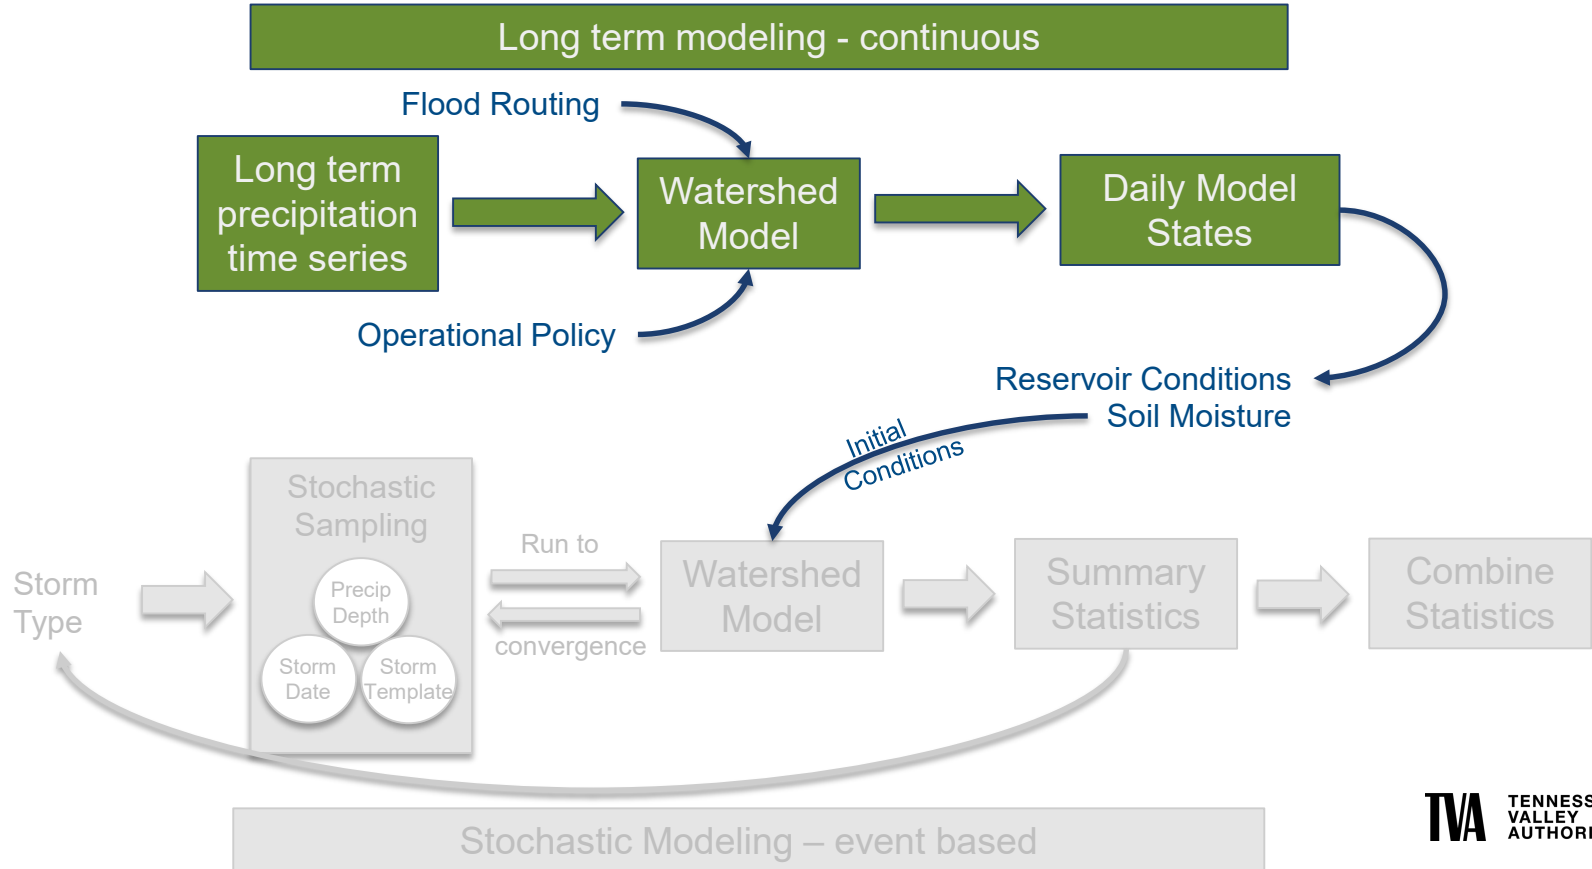 Long term modeling - continuous
Flood Routing
Long term
precipitation
time series
Watershed
Model
Daily Model
States
Operational Policy
Reservoir Conditions
Soil Moisture
Initial
Conditions
Stochastic
Sampling
Precip
Depth
Storm
Date
Storm
Template
Storm
Type
Run to
convergence
Watershed
Model
Summary
Statistics
Combine
Statistics
Stochastic Modeling – event based
TVA
TENNESS
VALLEY
AUTHORI